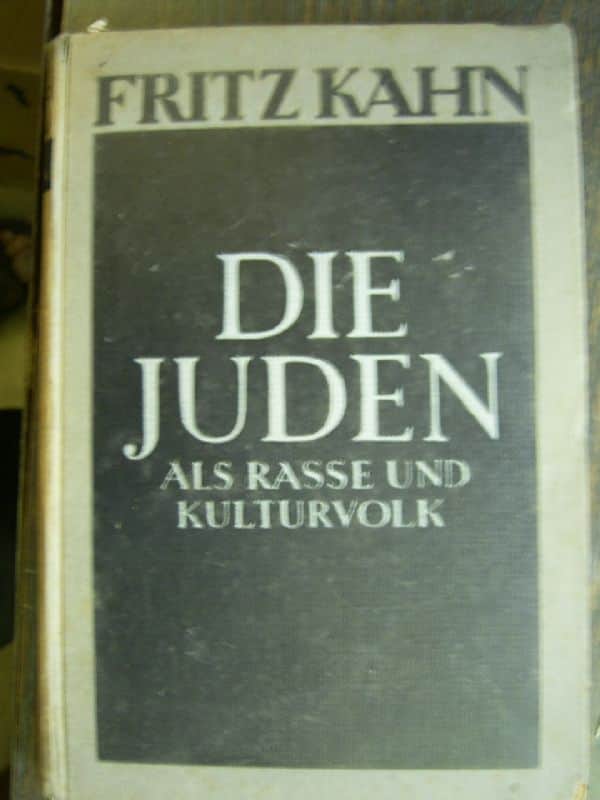 FRITZ KAHN
DIE
JUDEN
ALS RASSE UND
KULTURVOLK